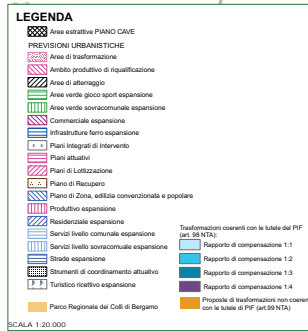 LEGENDA
Aree estrattive PIANO CAVE
PREVISIONI URBANISTICHE
Aree di trasformazione
Ambito produttivo di riqualificazione
Aree di atterraggio
Aree verde gioco sport espansione
Aree verde sovracomunale espansione
Commerciale espansione
Infrastrutture ferro espansione
Piani Integrati di Intervento
Piani attuativi
Piani di Lottizzazione
Piano di Recupero
Piano di Zona, edilizia convenzionata e popolare
Produttivo espansione
Residenziale espansione
Servizi livello comunale espansione
Servizi livello sovracomunale espansione
Strade espansione
Strumenti di coordinamento attuativo
Turistico ricettivo espansione
Parco Regionale dei Colli di Bergamo
Trasformazioni coerenti con le tutele del PIF
(art. 98 NTA):
Rapporto di compensazione 1:1
Rapporto di compensazione 1:2
Rapporto di compensazione 1:3
Rapporto di compensazione 1:4
Proposte di trasformazioni non coeren
con le tutele di PIF (art.99 NTA)
SCALA 1:20.000